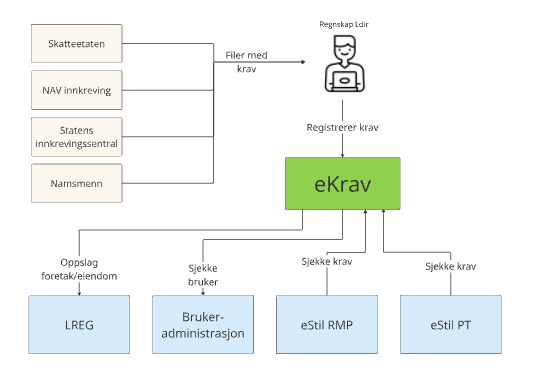 Regnskap Ldir
Skatteetaten
Filer med
krav
NAV innkreving
Statens
innkrevingssentral
Registrerer krav
Namsmenn
eKrav
Oppslag
foretak/eiendom
Sjekke
bruker
Sjekke krav
Sjekke krav
LREG
Bruker-
administrasjon
eStil RMP
eStil PT